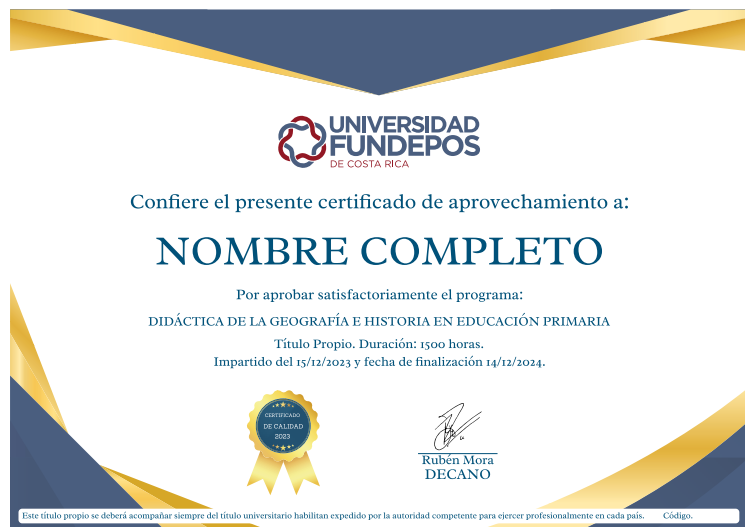 UNIVERSIDAD
FUNDEPOS
DE COSTA RICA
Confiere el presente certificado de aprovechamiento a:
NOMBRE COMPLETO
Por aprobar satisfactoriamente el programa:
DIDÁCTICA DE LA GEOGRAFÍA E HISTORIA EN EDUCACIÓN PRIMARIA
Título Propio. Duración: 1500 horas.
Impartido del 15/12/2023 y fecha de finalización 14/12/2024.
CERTIFICADO
DE CALIDAD
2023
Rubén Mora
DECANO
Este título propio se deberá acompañar siempre del título universitario habilitan expedido por la autoridad competente para ejercer profesionalmente en cada país. Código.